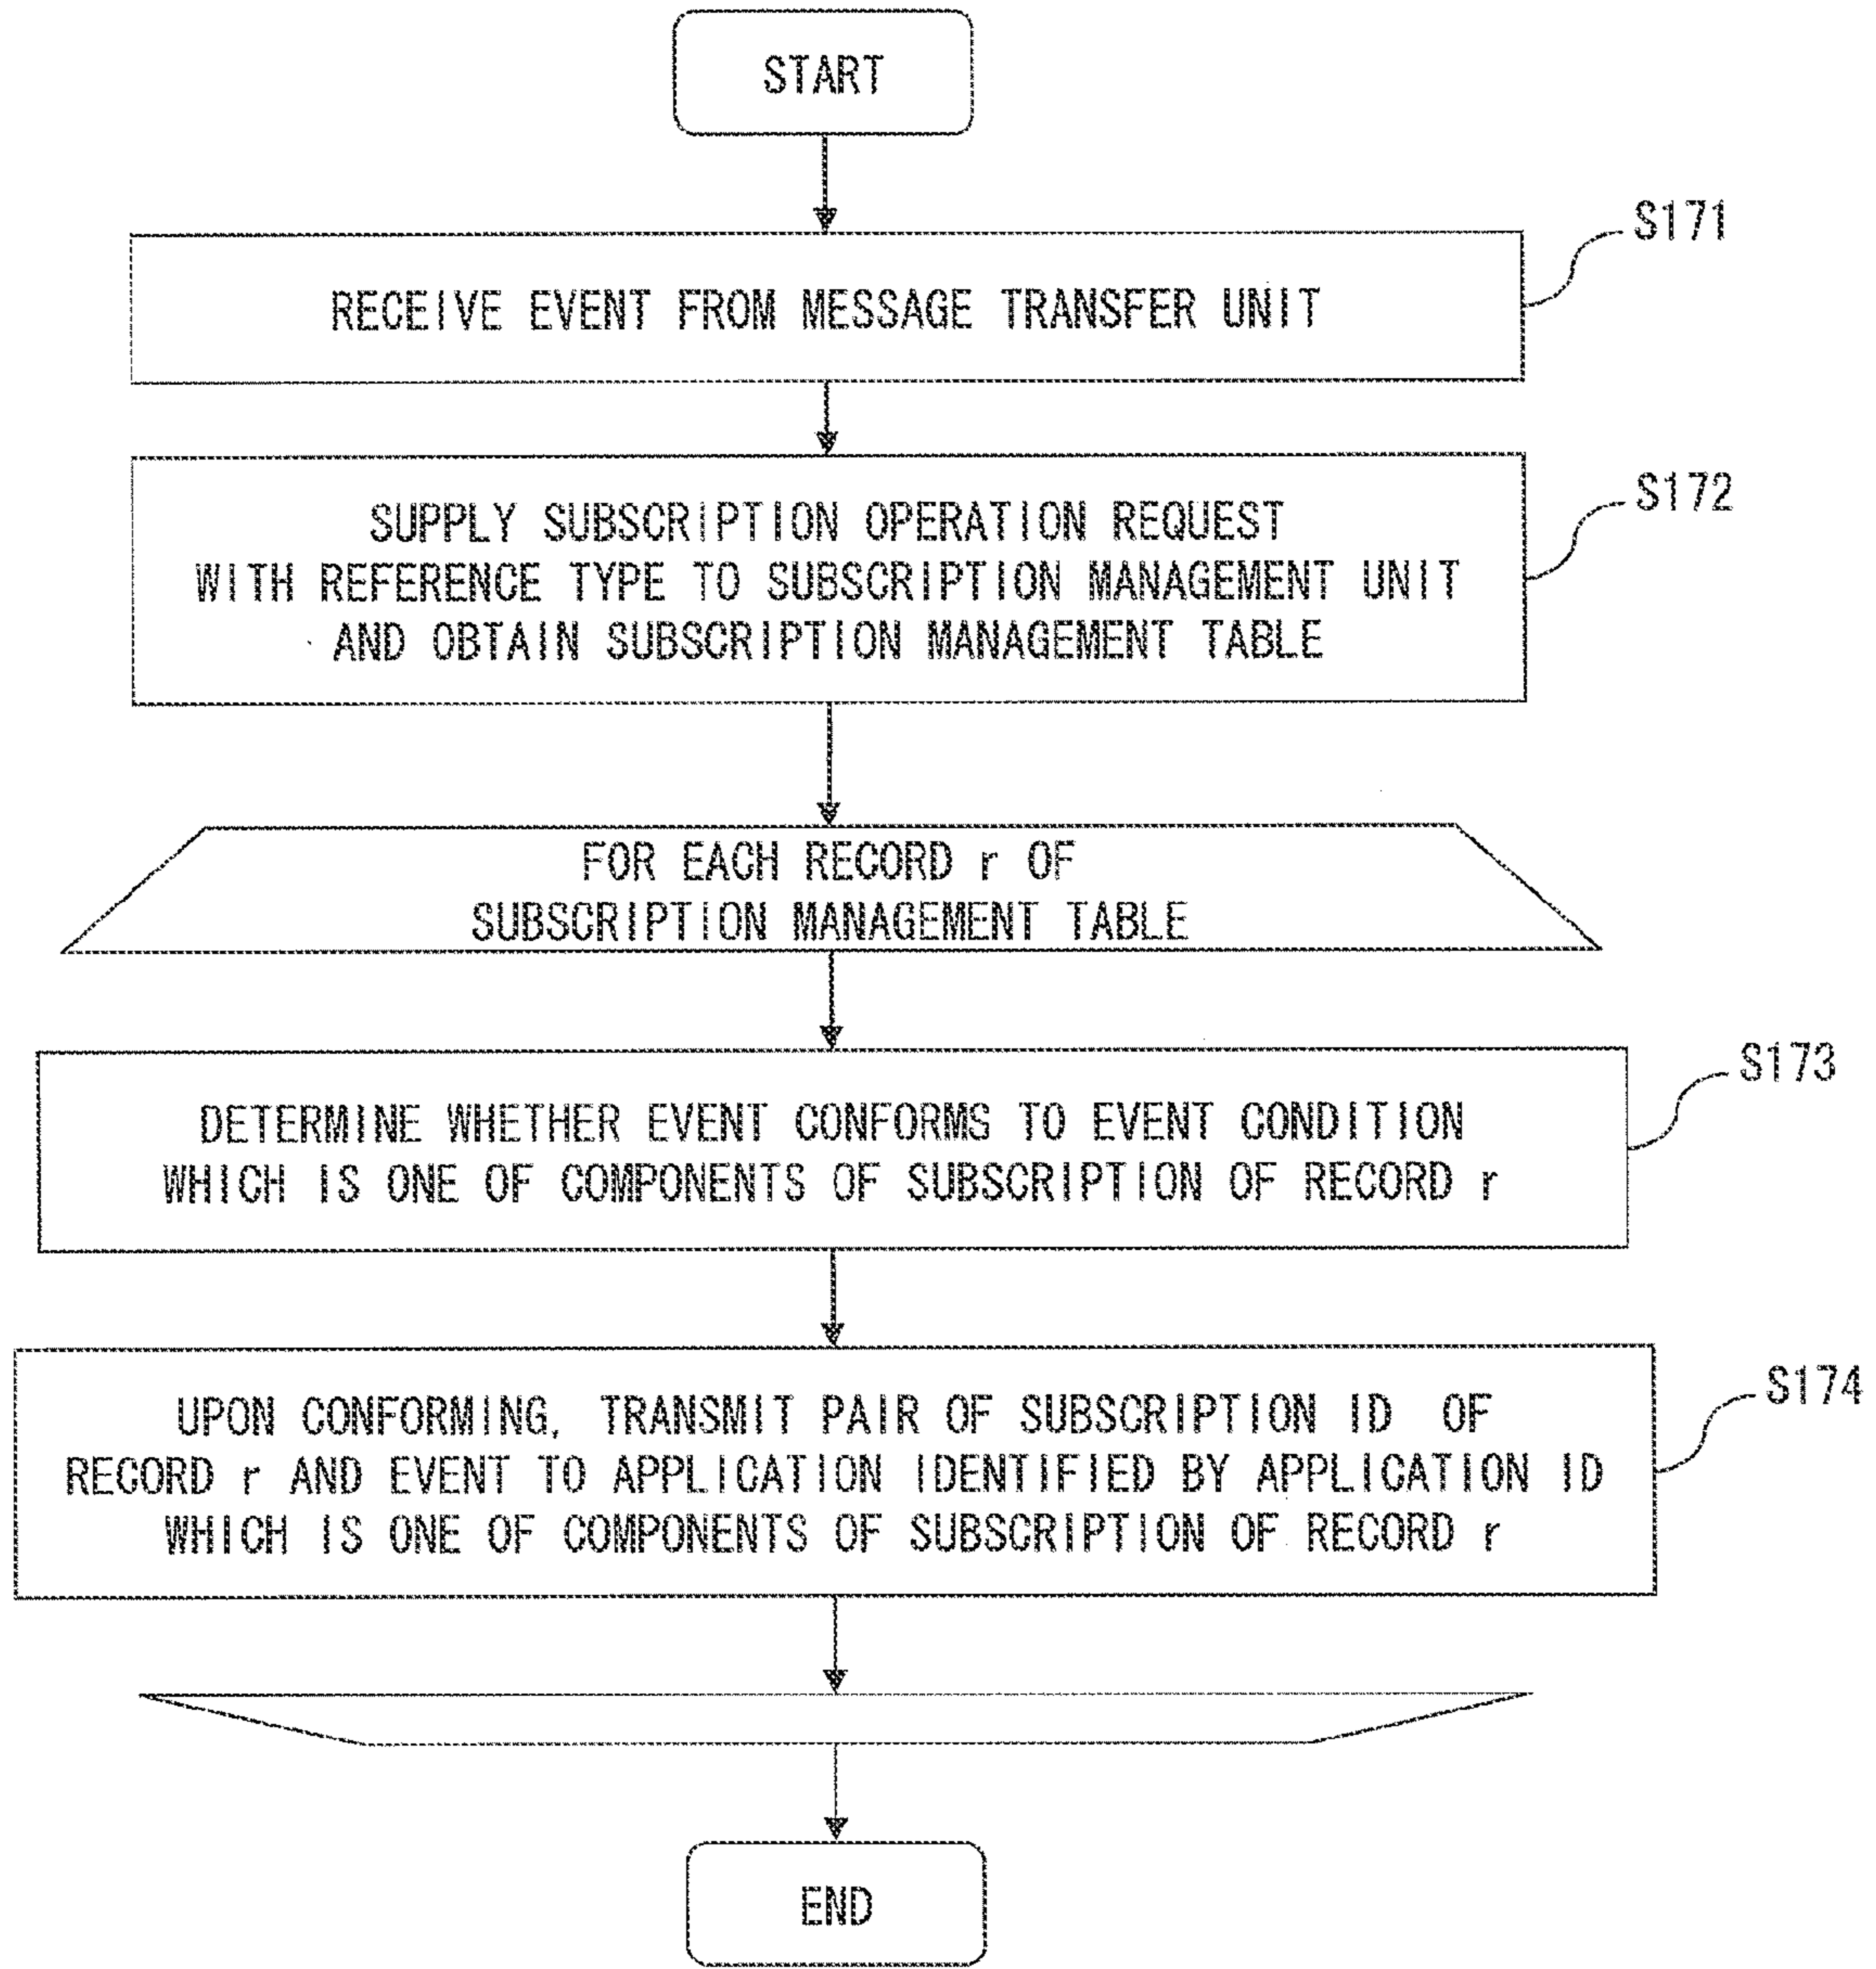 START
S171
RECEIVE EVENT FROM MESSAGE TRANSFER UNIT
S172
SUPPLY SUBSCRIPTION OPERATION REQUEST
WITH REFERENCE TYPE TO SUBSCRIPTION MANAGEMENT UNIT
AND OBTAIN SUBSCRIPTION MANAGEMENT TABLE
FOR EACH RECORD r OF
SUBSCRIPTION MANAGEMENT TABLE
S173
DETERMINE WHETHER EVENT CONFORMS TO EVENT CONDITION
WHICH IS ONE OF COMPONENTS OF SUBSCRIPTION OF RECORD r
S174
UPON CONFORMING, TRANSMIT PAIR OF SUBSCRIPTION ID OF
RECORD r AND EVENT TO APPLICATION IDENTIFIED BY APPLICATION ID
WHICH IS ONE OF COMPONENTS OF SUBSCRIPTION OF RECORD r
END